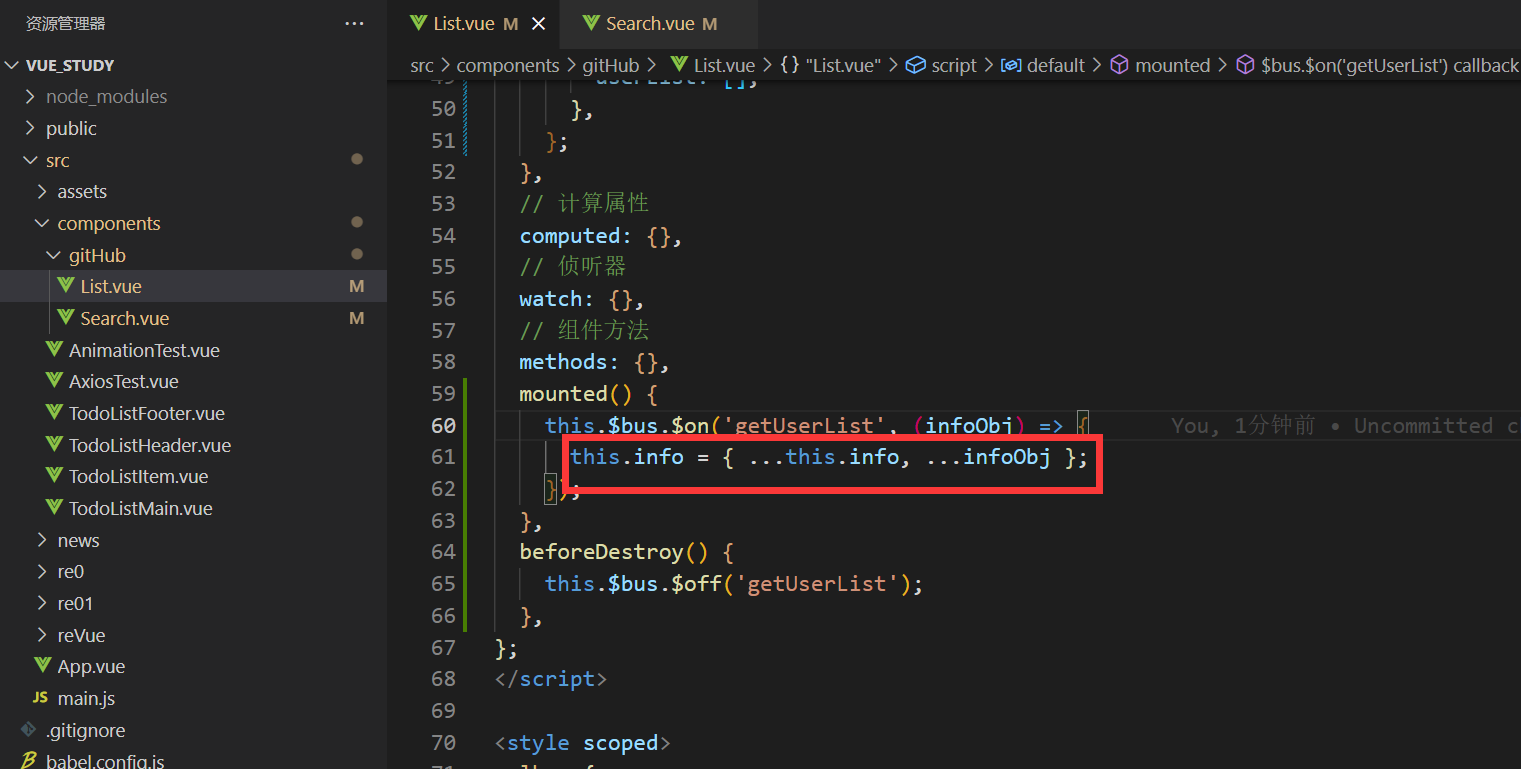 资源管理器 ···
VUE_STUDY
node_modules
public
src
assets
components
gitHub
List.vue M
Search.vue M
AnimationTest.vue
AxiosTest.vue
TodoListFooter.vue
TodoListHeader.vue
TodoListItem.vue
TodoListMain.vue
news
re0
re01
reVue
App.vue
JS main.js
.gitignore
babel.config.js
List.vue M × Search.vue M
src > components > gitHub > List.vue > {} "List.vue" > script > default > mounted > $bus.$on('getUserList') callback
49 userList: [],
50 },
51 };
52 },
53 // 计算属性
54 computed: {},
55 // 侦听器
56 watch: {},
57 // 组件方法
58 methods: {},
59 mounted() {
60 this.$bus.$on('getUserList', (infoObj) => { You, 1分钟前 • Uncommitted c
61 this.info = { ...this.info, ...infoObj };
62 });
63 },
64 beforeDestroy() {
65 this.$bus.$off('getUserList');
66 },
67 };
68 </script>
69
70 <style scoped>
71